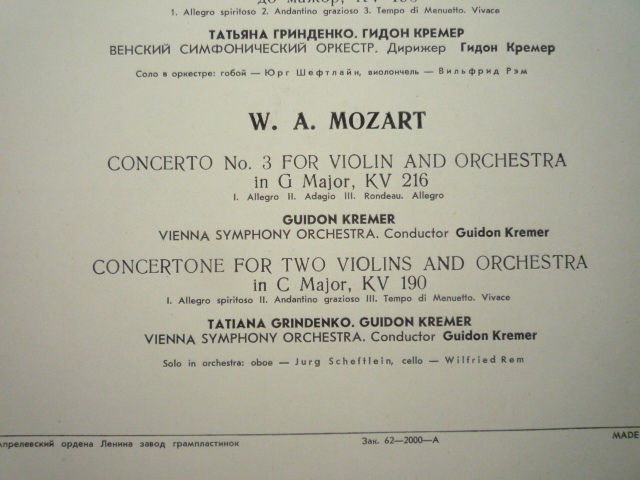 до мажор, KV 190
1. Allegro spiritoso 2. Andantino grazioso 3. Tempo di Menuetto. Vivace
ТАТЬЯНА ГРИНДЕНКО. ГИДОН КРЕМЕР
ВЕНСКИЙ СИМФОНИЧЕСКИЙ ОРКЕСТР. Дирижер Гидон Кремер
Соло в оркестре: гобой — Юрг Шефтлайн, виолончель — Вильфрид Рэм
W. A. MOZART
CONCERTO No. 3 FOR VIOLIN AND ORCHESTRA
in G Major, KV 216
I. Allegro II. Adagio III. Rondeau. Allegro
GUIDON KREMER
VIENNA SYMPHONY ORCHESTRA. Conductor Guidon Kremer
CONCERTONE FOR TWO VIOLINS AND ORCHESTRA
in C Major, KV 190
I. Allegro spiritoso II. Andantino grazioso III. Tempo di Menuetto. Vivace
TATIANA GRINDENKO. GUIDON KREMER
VIENNA SYMPHONY ORCHESTRA. Conductor Guidon Kremer
Solo in orchestra: oboe — Jurg Scheftlein, cello — Wilfried Rem
прелевский ордена Ленина завод грампластинок Зак. 62—2000—А MADE